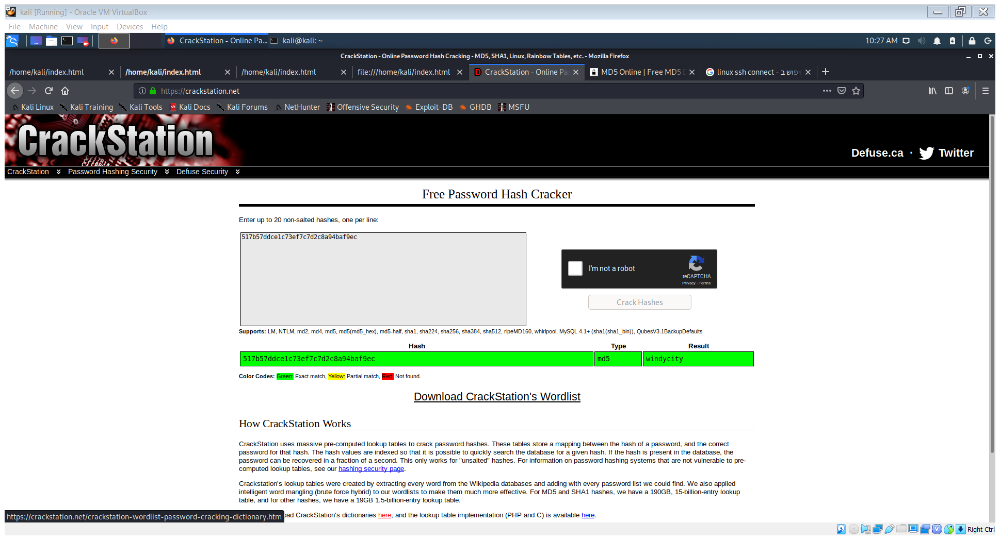 kali [Running] - Oracle VM VirtualBox
File Machine View Input Devices Help
CrackStation - Online Pa... kali@kali: ~ 10:27 AM
CrackStation - Online Password Hash Cracking - MD5, SHA1, Linux, Rainbow Tables, etc. - Mozilla Firefox
/home/kali/index.html /home/kali/index.html /home/kali/index.html file:///home/kali/index.html CrackStation - Online Pas MD5 Online | Free MD5 D linux ssh connect - חיפוש ב
https://crackstation.net
Kali Linux Kali Training Kali Tools Kali Docs Kali Forums NetHunter Offensive Security Exploit-DB GHDB MSFU
CrackStation
Defuse.ca · Twitter
CrackStation Password Hashing Security Defuse Security
Free Password Hash Cracker
Enter up to 20 non-salted hashes, one per line:
517b57ddce1c73ef7c7d2c8a94baf9ec
I'm not a robot
reCAPTCHA
Privacy - Terms
Crack Hashes
Supports: LM, NTLM, md2, md4, md5, md5(md5_hex), md5-half, sha1, sha224, sha256, sha384, sha512, ripeMD160, whirlpool, MySQL 4.1+ (sha1(sha1_bin)), QubesV3.1BackupDefaults
Hash Type Result
517b57ddce1c73ef7c7d2c8a94baf9ec md5 windycity
Color Codes: Green: Exact match, Yellow: Partial match, Red: Not found.
Download CrackStation's Wordlist
How CrackStation Works
CrackStation uses massive pre-computed lookup tables to crack password hashes. These tables store a mapping between the hash of a password, and the correct
password for that hash. The hash values are indexed so that it is possible to quickly search the database for a given hash. If the hash is present in the database, the
password can be recovered in a fraction of a second. This only works for "unsalted" hashes. For information on password hashing systems that are not vulnerable to pre-
computed lookup tables, see our hashing security page.
Crackstation's lookup tables were created by extracting every word from the Wikipedia databases and adding with every password list we could find. We also applied
intelligent word mangling (brute force hybrid) to our wordlists to make them much more effective. For MD5 and SHA1 hashes, we have a 190GB, 15-billion-entry lookup
table, and for other hashes, we have a 19GB 1.5-billion-entry lookup table.
oad CrackStation's dictionaries here, and the lookup table implementation (PHP and C) is available here.
https://crackstation.net/crackstation-wordlist-password-cracking-dictionary.htm
Right Ctrl